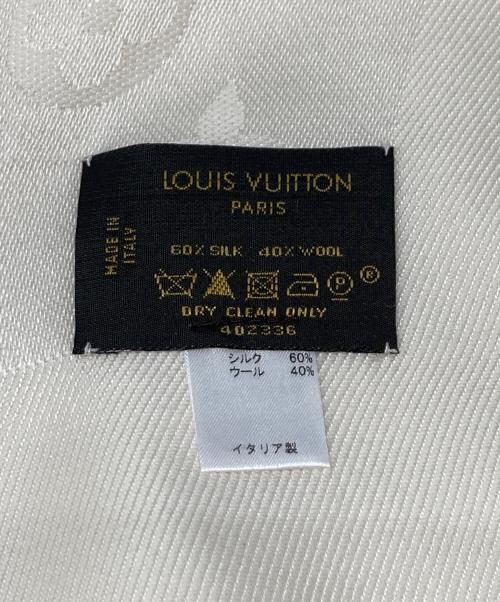 LOUIS VUITTON
PARIS
MADE IN
ITALY
60% SILK 40% WOOL
P ®
DRY CLEAN ONLY
402336
シルク 60%
ウール 40%
イタリア製